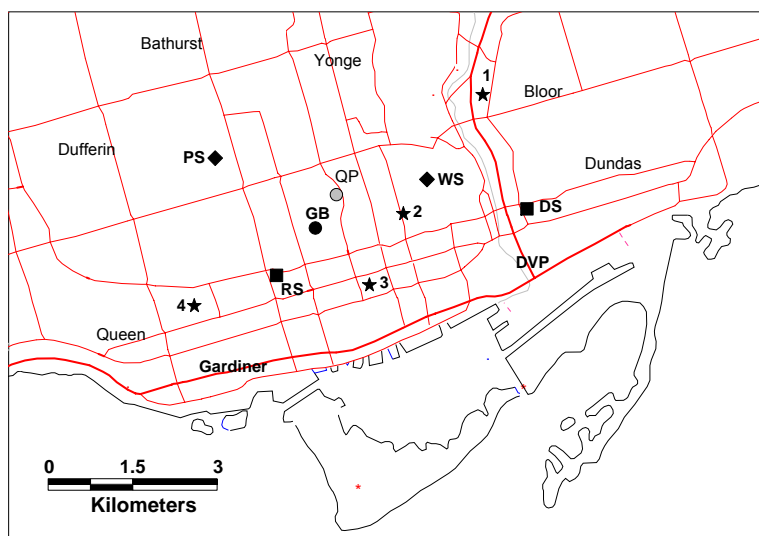 Bathurst
Yonge
1
Bloor
Dufferin
PS
QP
WS
Dundas
GB
2
DS
DVP
RS
3
4
Queen
Gardiner
0 1.5 3
Kilometers